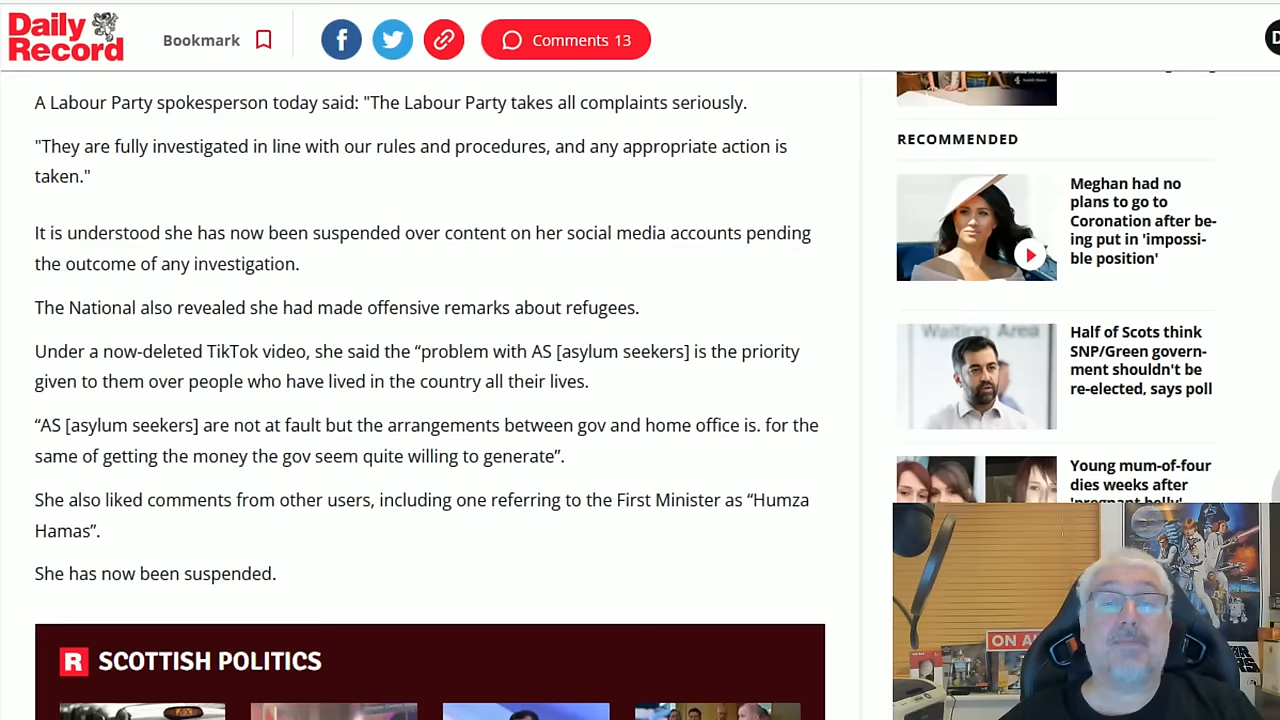 Daily
Record
Bookmark
f
Comments 13
A Labour Party spokesperson today said: "The Labour Party takes all complaints seriously.
"They are fully investigated in line with our rules and procedures, and any appropriate action is
taken."
It is understood she has now been suspended over content on her social media accounts pending
the outcome of any investigation.
The National also revealed she had made offensive remarks about refugees.
Under a now-deleted TikTok video, she said the “problem with AS [asylum seekers] is the priority
given to them over people who have lived in the country all their lives.
“AS [asylum seekers] are not at fault but the arrangements between gov and home office is. for the
same of getting the money the gov seem quite willing to generate”.
She also liked comments from other users, including one referring to the First Minister as “Humza
Hamas”.
She has now been suspended.
R SCOTTISH POLITICS
RECOMMENDED
Meghan had no
plans to go to
Coronation after be-
ing put in 'impossi-
ble position'
Waiting Area
Half of Scots think
SNP/Green govern-
ment shouldn't be
re-elected, says poll
Young mum-of-four
dies weeks after
'pregnant belly'
ON A